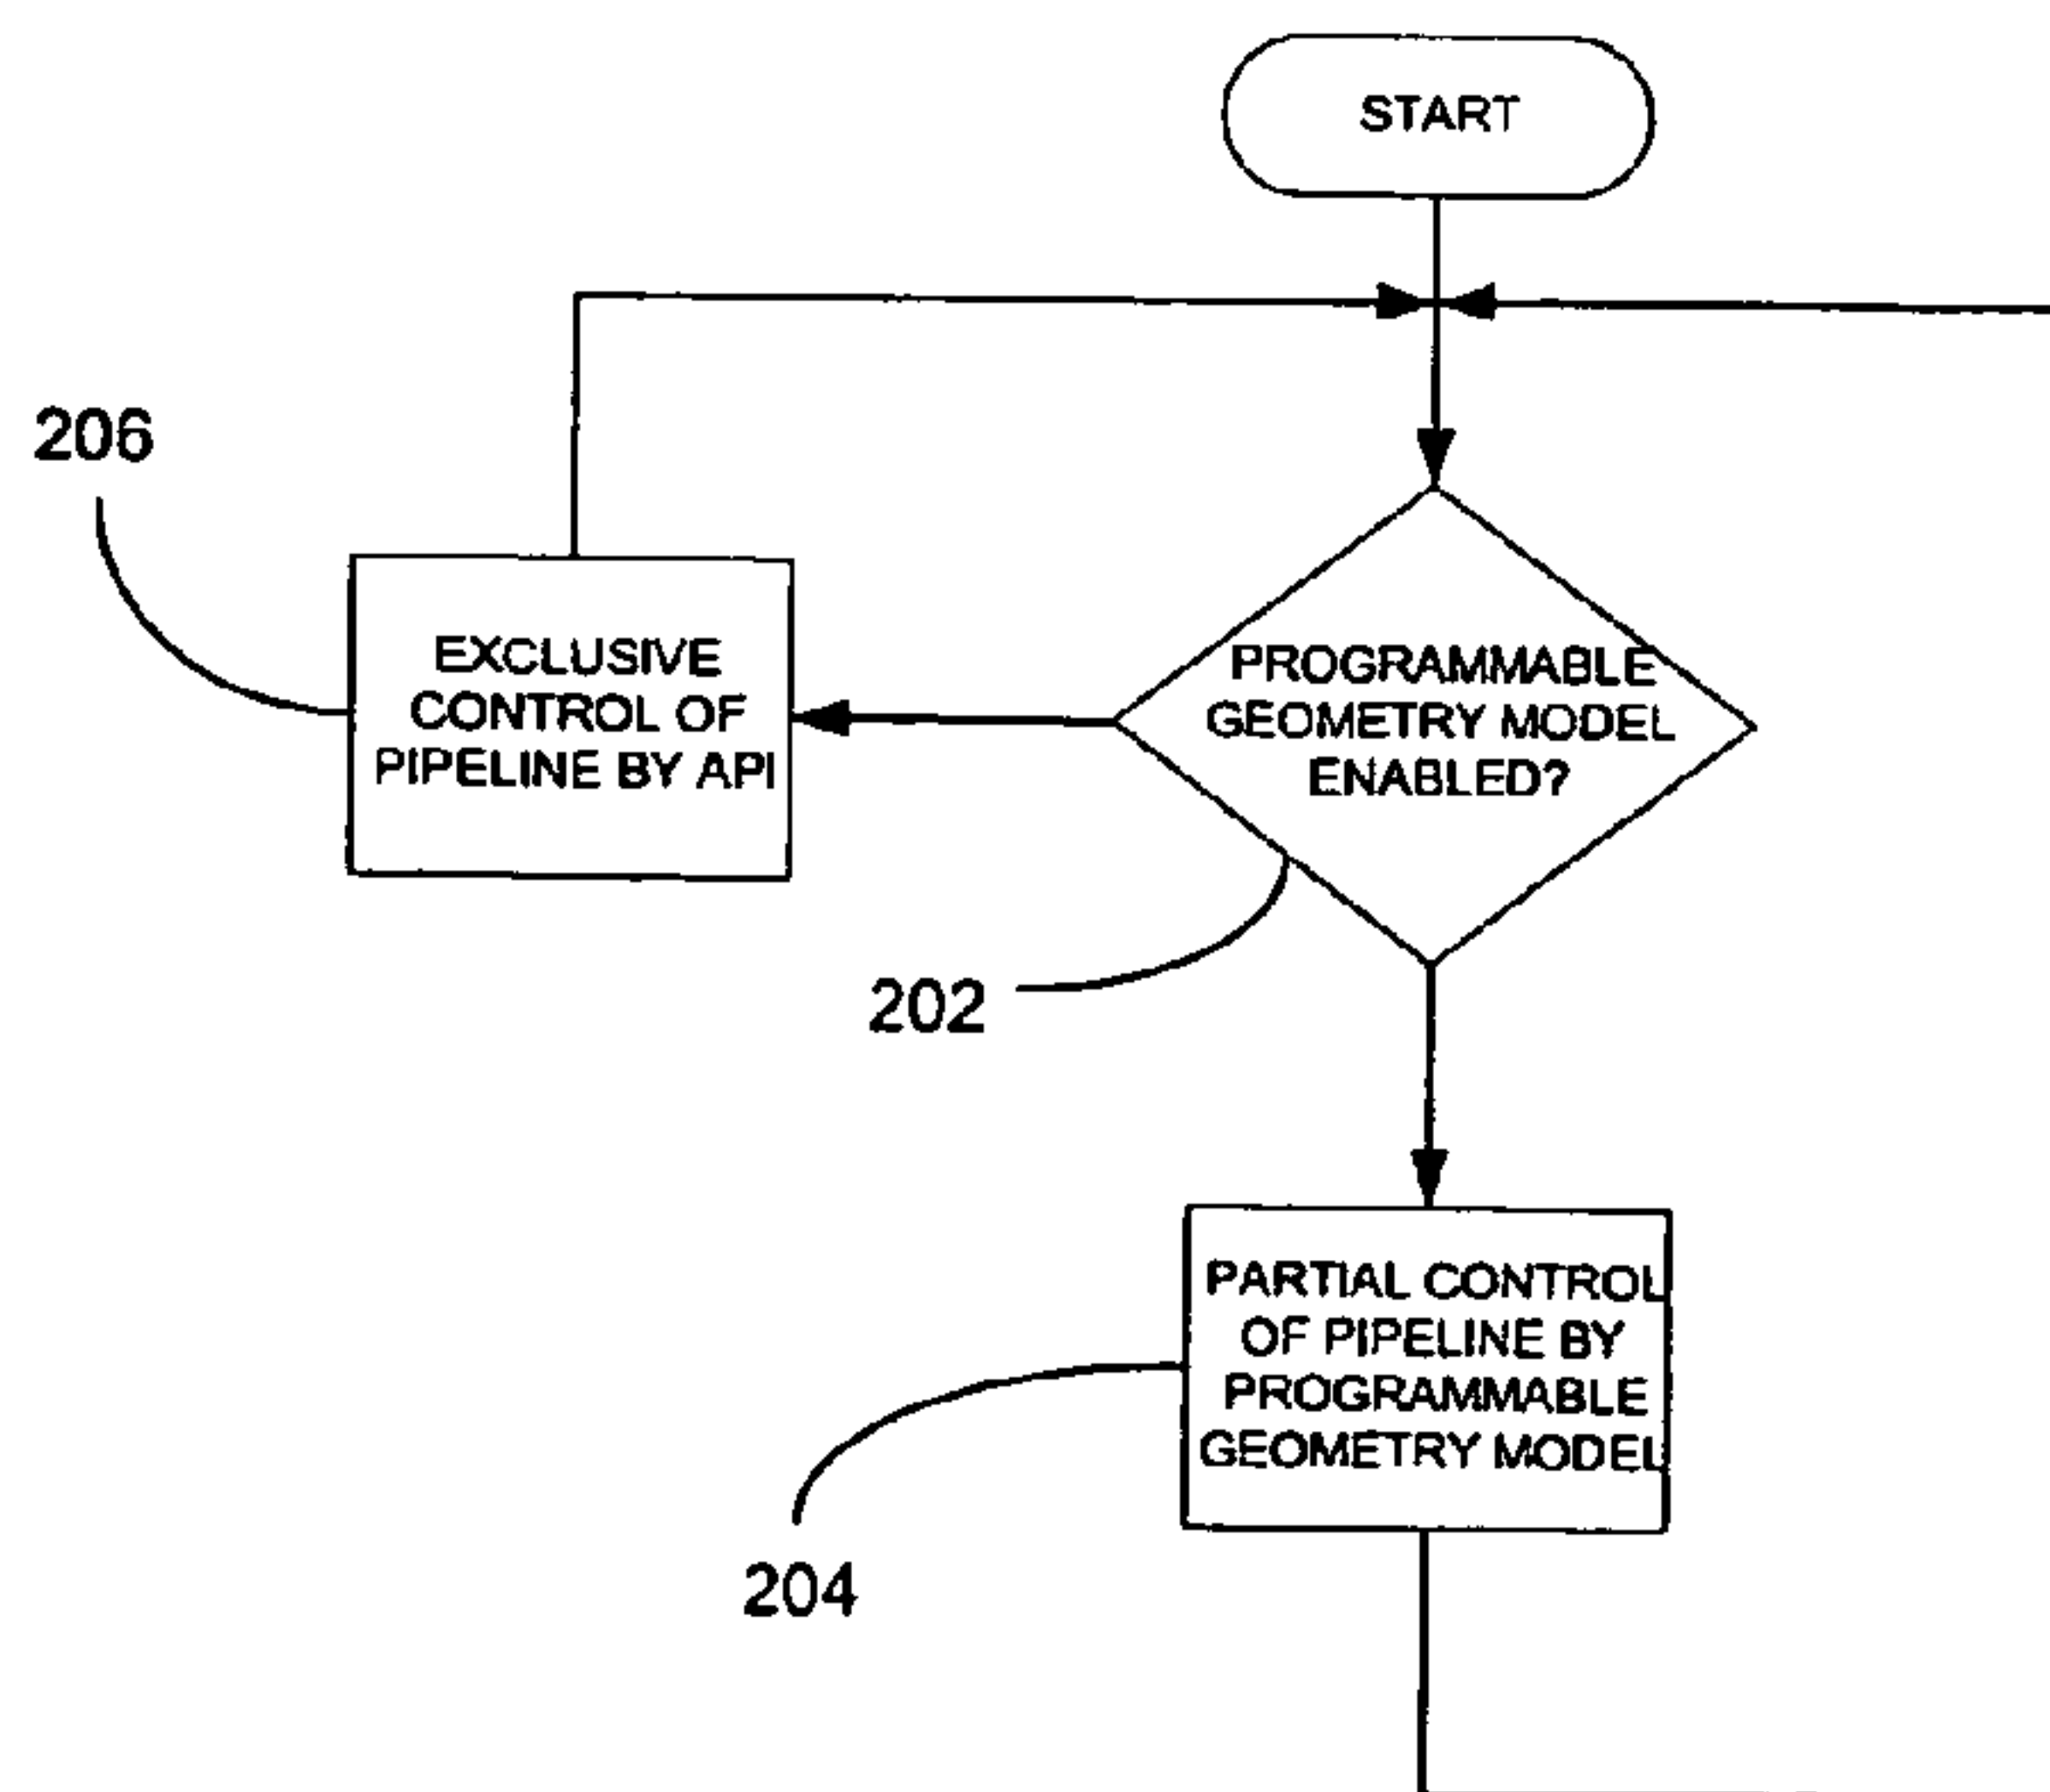 START
206
EXCLUSIVE
CONTROL OF
PIPELINE BY API
PROGRAMMABLE
GEOMETRY MODEL
ENABLED?
202
PARTIAL CONTROL
OF PIPELINE BY
PROGRAMMABLE
GEOMETRY MODEL
204